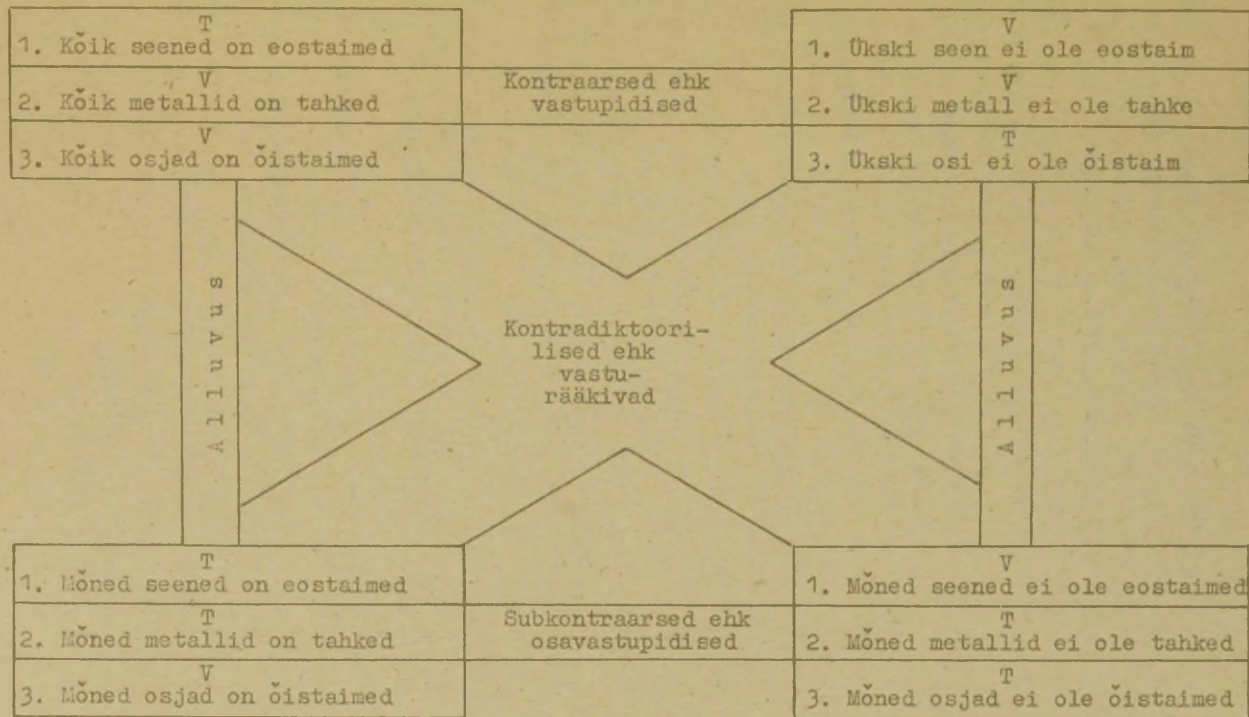 T
1. Kõik seened on eostaimed
V
2. Kõik metallid on tahked
V
3. Kõik osjad on õistaimed
Kontraarsed ehk
vastupidised
V
1. Ükski seen ei ole eostaim
V
2. Ükski metall ei ole tahke
T
3. Ükski osi ei ole õistaim
Alluvus
Kontradiktoori-
lised ehk
vastu-
rääkivad
Alluvus
T
1. Mõned seened on eostaimed
T
2. Mõned metallid on tahked
V
3. Mõned osjad on õistaimed
Subkontraarsed ehk
osavastupidised
V
1. Mõned seened ei ole eostaimed
T
2. Mõned metallid ei ole tahked
T
3. Mõned osjad ei ole õistaimed